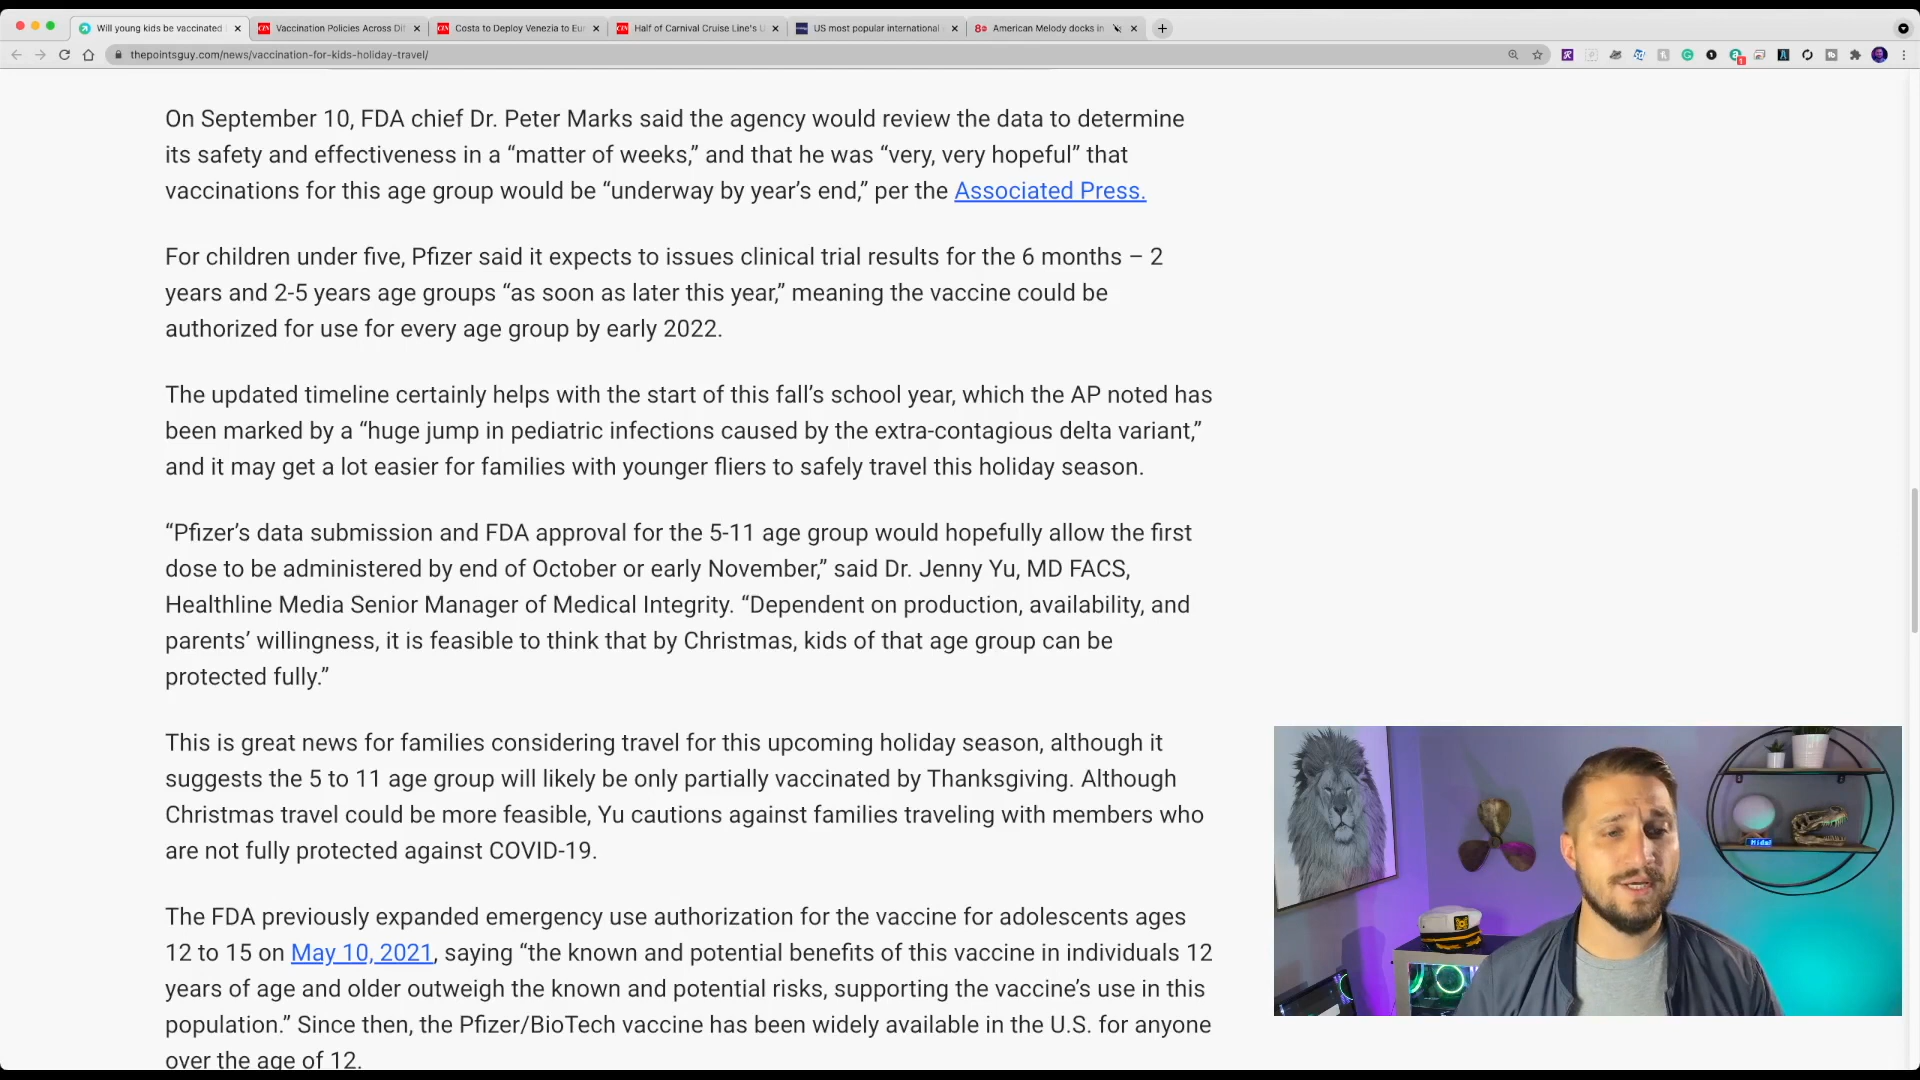 Will young kids be vaccinated
Vaccination Policies Across Dif
Costa to Deploy Venezia to Eur
Half of Carnival Cruise Line's U
US most popular international
American Melody docks in
thepointsguy.com/news/vaccination-for-kids-holiday-travel/
On September 10, FDA chief Dr. Peter Marks said the agency would review the data to determine
its safety and effectiveness in a “matter of weeks,” and that he was “very, very hopeful” that
vaccinations for this age group would be “underway by year’s end,” per the Associated Press.
For children under five, Pfizer said it expects to issues clinical trial results for the 6 months – 2
years and 2-5 years age groups “as soon as later this year,” meaning the vaccine could be
authorized for use for every age group by early 2022.
The updated timeline certainly helps with the start of this fall’s school year, which the AP noted has
been marked by a “huge jump in pediatric infections caused by the extra-contagious delta variant,”
and it may get a lot easier for families with younger fliers to safely travel this holiday season.
“Pfizer’s data submission and FDA approval for the 5-11 age group would hopefully allow the first
dose to be administered by end of October or early November,” said Dr. Jenny Yu, MD FACS,
Healthline Media Senior Manager of Medical Integrity. “Dependent on production, availability, and
parents’ willingness, it is feasible to think that by Christmas, kids of that age group can be
protected fully.”
This is great news for families considering travel for this upcoming holiday season, although it
suggests the 5 to 11 age group will likely be only partially vaccinated by Thanksgiving. Although
Christmas travel could be more feasible, Yu cautions against families traveling with members who
are not fully protected against COVID-19.
The FDA previously expanded emergency use authorization for the vaccine for adolescents ages
12 to 15 on May 10, 2021, saying “the known and potential benefits of this vaccine in individuals 12
years of age and older outweigh the known and potential risks, supporting the vaccine’s use in this
population.” Since then, the Pfizer/BioTech vaccine has been widely available in the U.S. for anyone
over the age of 12.